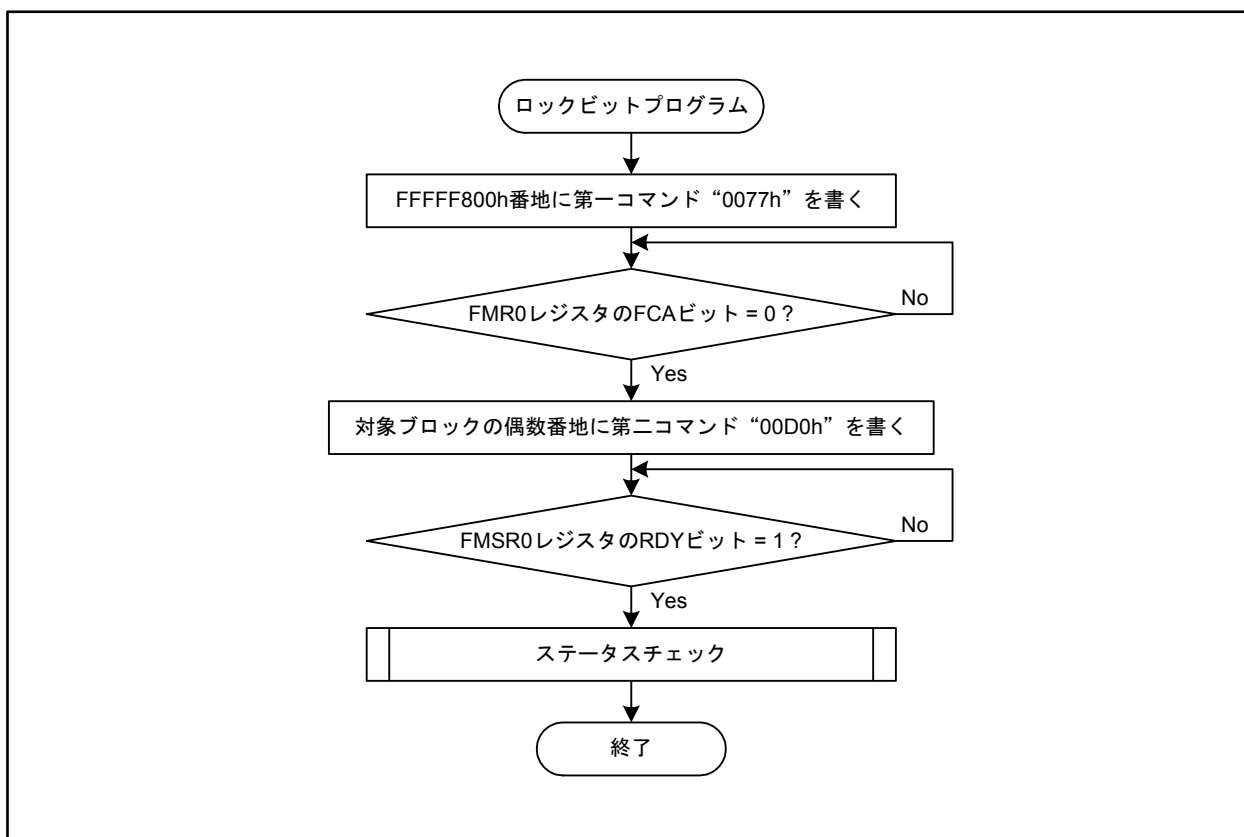 ロックビットプログラム
FFFFF800h番地に第一コマンド“0077h”を書く
FMR0レジスタのFCAビット = 0 ?
No
Yes
対象ブロックの偶数番地に第二コマンド“00D0h”を書く
FMSR0レジスタのRDYビット = 1 ?
No
Yes
ステータスチェック
終了